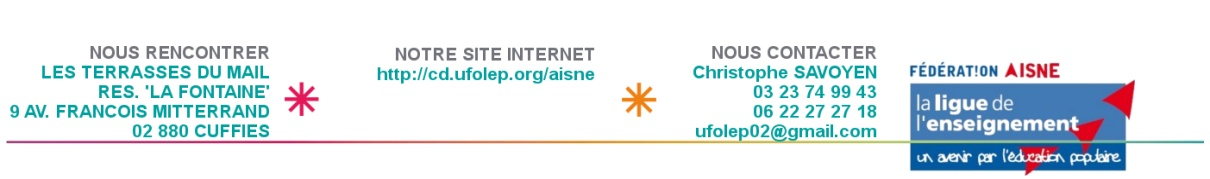 NOUS RENCONTRER
LES TERRASSES DU MAIL
RES. 'LA FONTAINE'
9 AV. FRANCOIS MITTERRAND
02 880 CUFFIES
NOTRE SITE INTERNET
http://cd.ufolep.org/aisne
NOUS CONTACTER
Christophe SAVOYEN
03 23 74 99 43
06 22 27 27 18
ufolep02@gmail.com
FÉDÉRAT!ON AISNE
la ligue de
l'enseignement
un avenir par l'éducation populaire